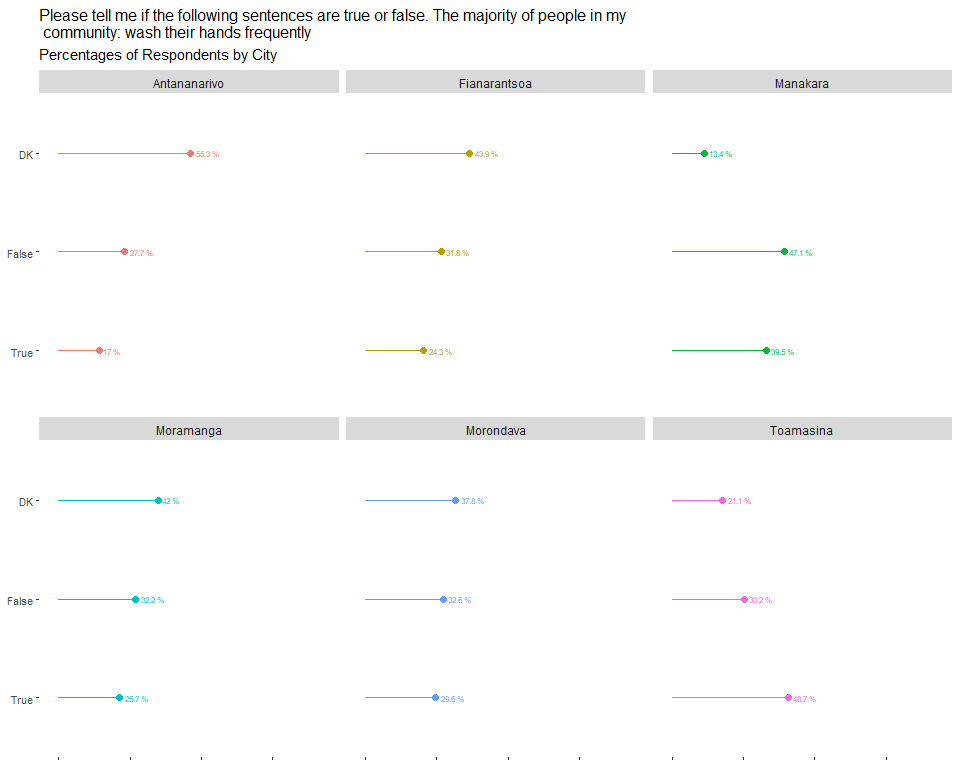 Please tell me if the following sentences are true or false. The majority of people in my
community: wash their hands frequently
Percentages of Respondents by City
Antananarivo
Fianarantsoa
Manakara
DK
55.3 %
43.9 %
13.4 %
False
27.7 %
31.8 %
47.1 %
True
17 %
24.3 %
39.5 %
Moramanga
Morondava
Toamasina
DK
42 %
37.8 %
21.1 %
False
32.2 %
32.6 %
30.2 %
True
25.7 %
29.6 %
48.7 %